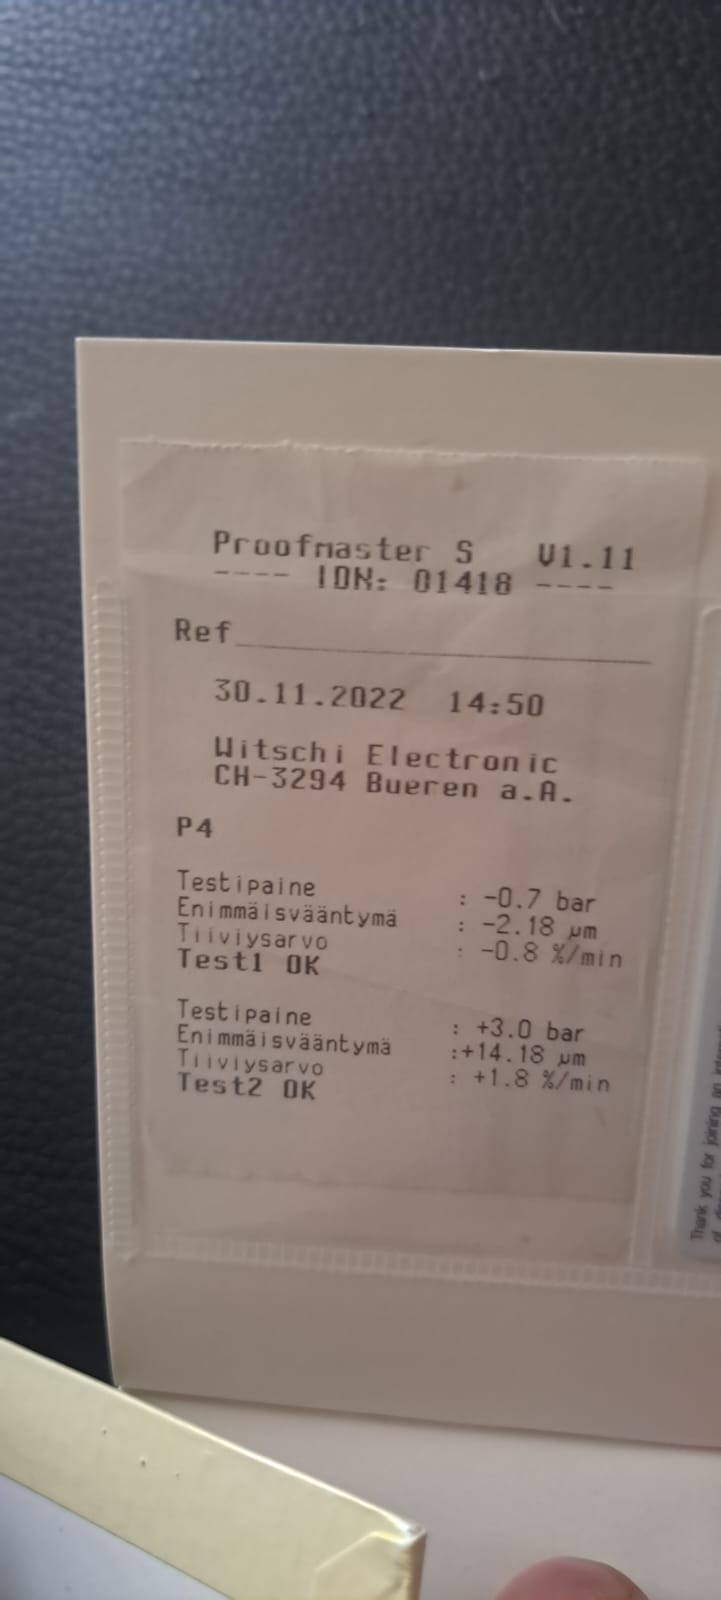 Proofmaster S V1.11
---- IDN: 01418 ----
Ref
30.11.2022 14:50
Witschi Electronic
CH-3294 Bueren a.A.
P4
Testipaine : -0.7 bar
Enimmäisvääntymä : -2.18 µm
Tiiviysarvo : -0.8 %/min
Test1 OK
Testipaine : +3.0 bar
Enimmäisvääntymä :+14.18 µm
Tiiviysarvo : +1.8 %/min
Test2 OK
Thank you for joining an
of